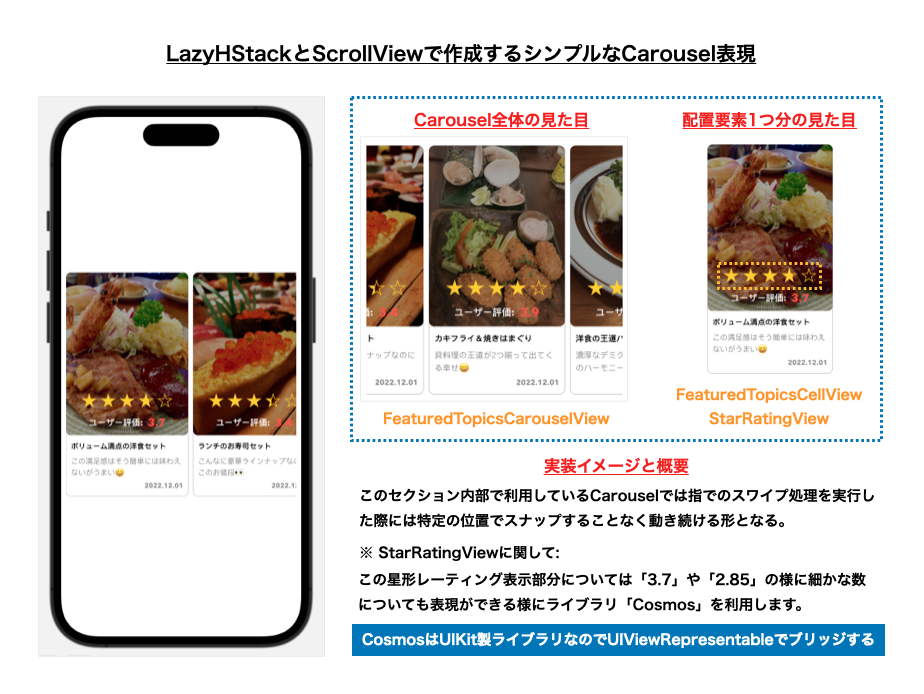 LazyHStackとScrollViewで作成するシンプルなCarousel表現
ユーザー評価: 3.7
ボリューム満点の洋食セット
この満足感はそう簡単には味わえ
ないがうまい😀
2022.12.01
ユーザー評価:
ランチのお寿司セット
こんなに豪華ラインナップな
このお値段👀
2022.1
Carousel全体の見た目
3.4
ト
ナップなのに
2022.12.01
ユーザー評価: 3.9
カキフライ＆焼きはまぐり
貝料理の王道が2つ揃って出てく
る幸せ😀
2022.12.01
ユー
洋食の王道ハ
濃厚なデミグ
のハーモニー
FeaturedTopicsCarouselView
配置要素1つ分の見た目
ユーザー評価: 3.7
ボリューム満点の洋食セット
この満足感はそう簡単には味わえ
ないがうまい😀
2022.12.01
FeaturedTopicsCellView
StarRatingView
実装イメージと概要
このセクション内部で利用しているCarouselでは指でのスワイプ処理を実行し
た際には特定の位置でスナップすることなく動き続ける形となる。
※ StarRatingViewに関して:
この星形レーティング表示部分については「3.7」や「2.85」の様に細かな数
についても表現ができる様にライブラリ「Cosmos」を利用します。
CosmosはUIKit製ライブラリなのでUIViewRepresentableでブリッジする